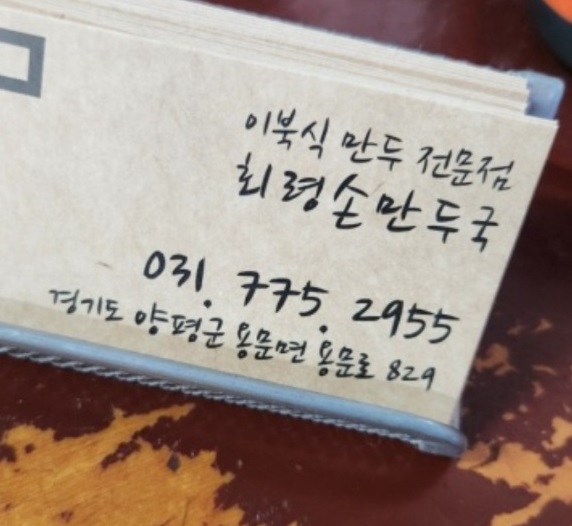 이북식 만두 전문점
회령손만두국
031. 775. 2955
경기도 양평군 용문면 용문로 829